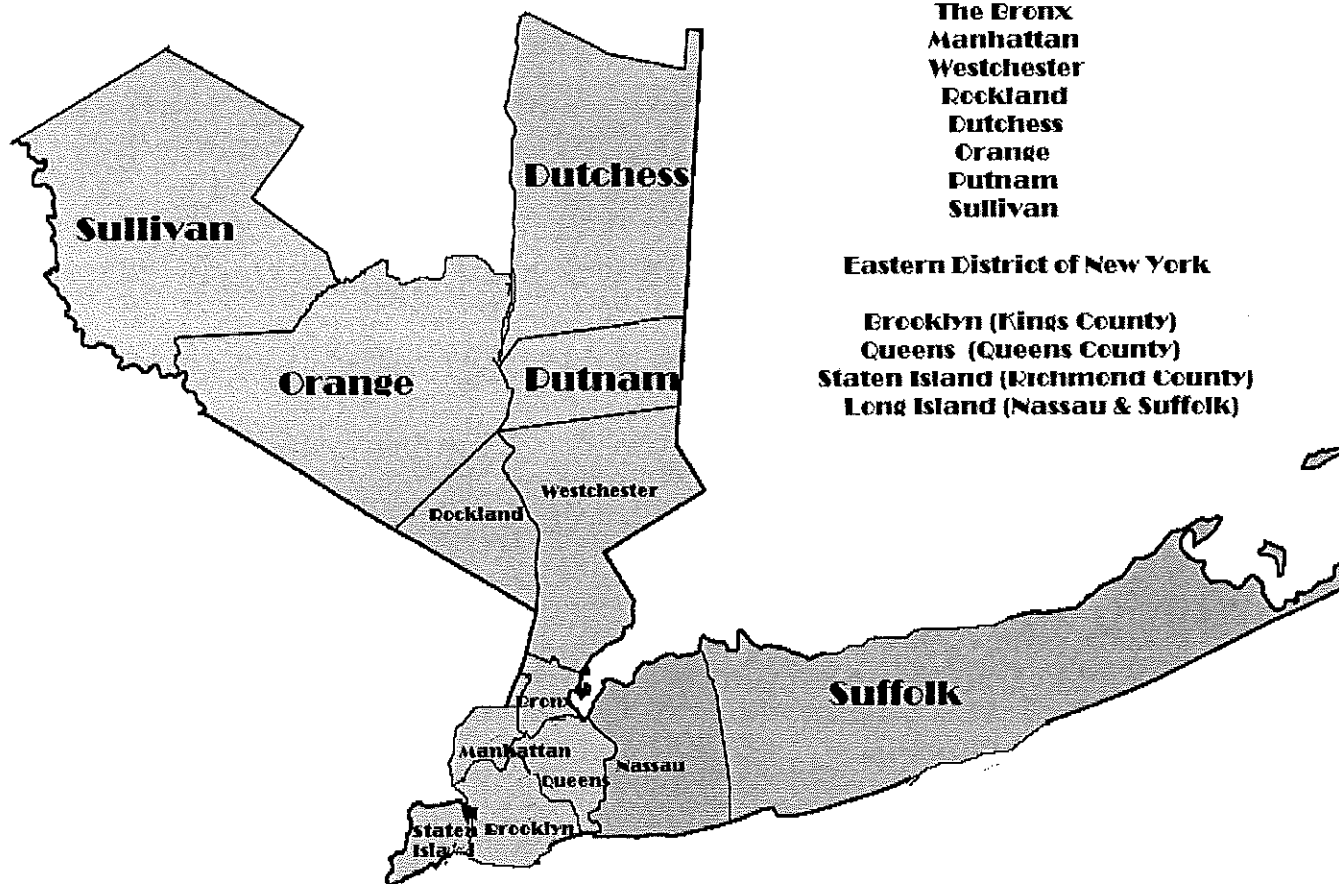 The Bronx
Manhattan
Westchester
Rockland
Dutchess
Orange
Putnam
Sullivan
Eastern District of New York
Brooklyn (Kings County)
Queens (Queens County)
Staten Island (Richmond County)
Long Island (Nassau & Suffolk)
Dutchess
Sullivan
Orange
Putnam
Westchester
Rockland
Bronx
Suffolk
Manhattan
Nassau
Queens
Staten
Island
Brooklyn